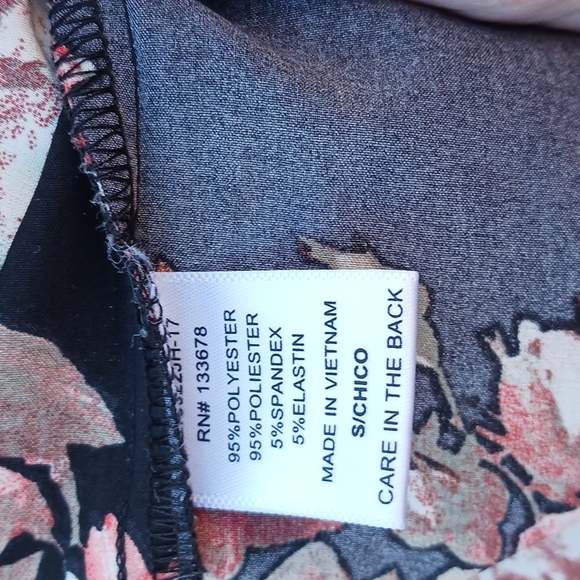 RN# 133678
95%POLYESTER
95%POLIESTER
5%SPANDEX
5%ELASTIN
MADE IN VIETNAM
S/CHICO
CARE IN THE BACK